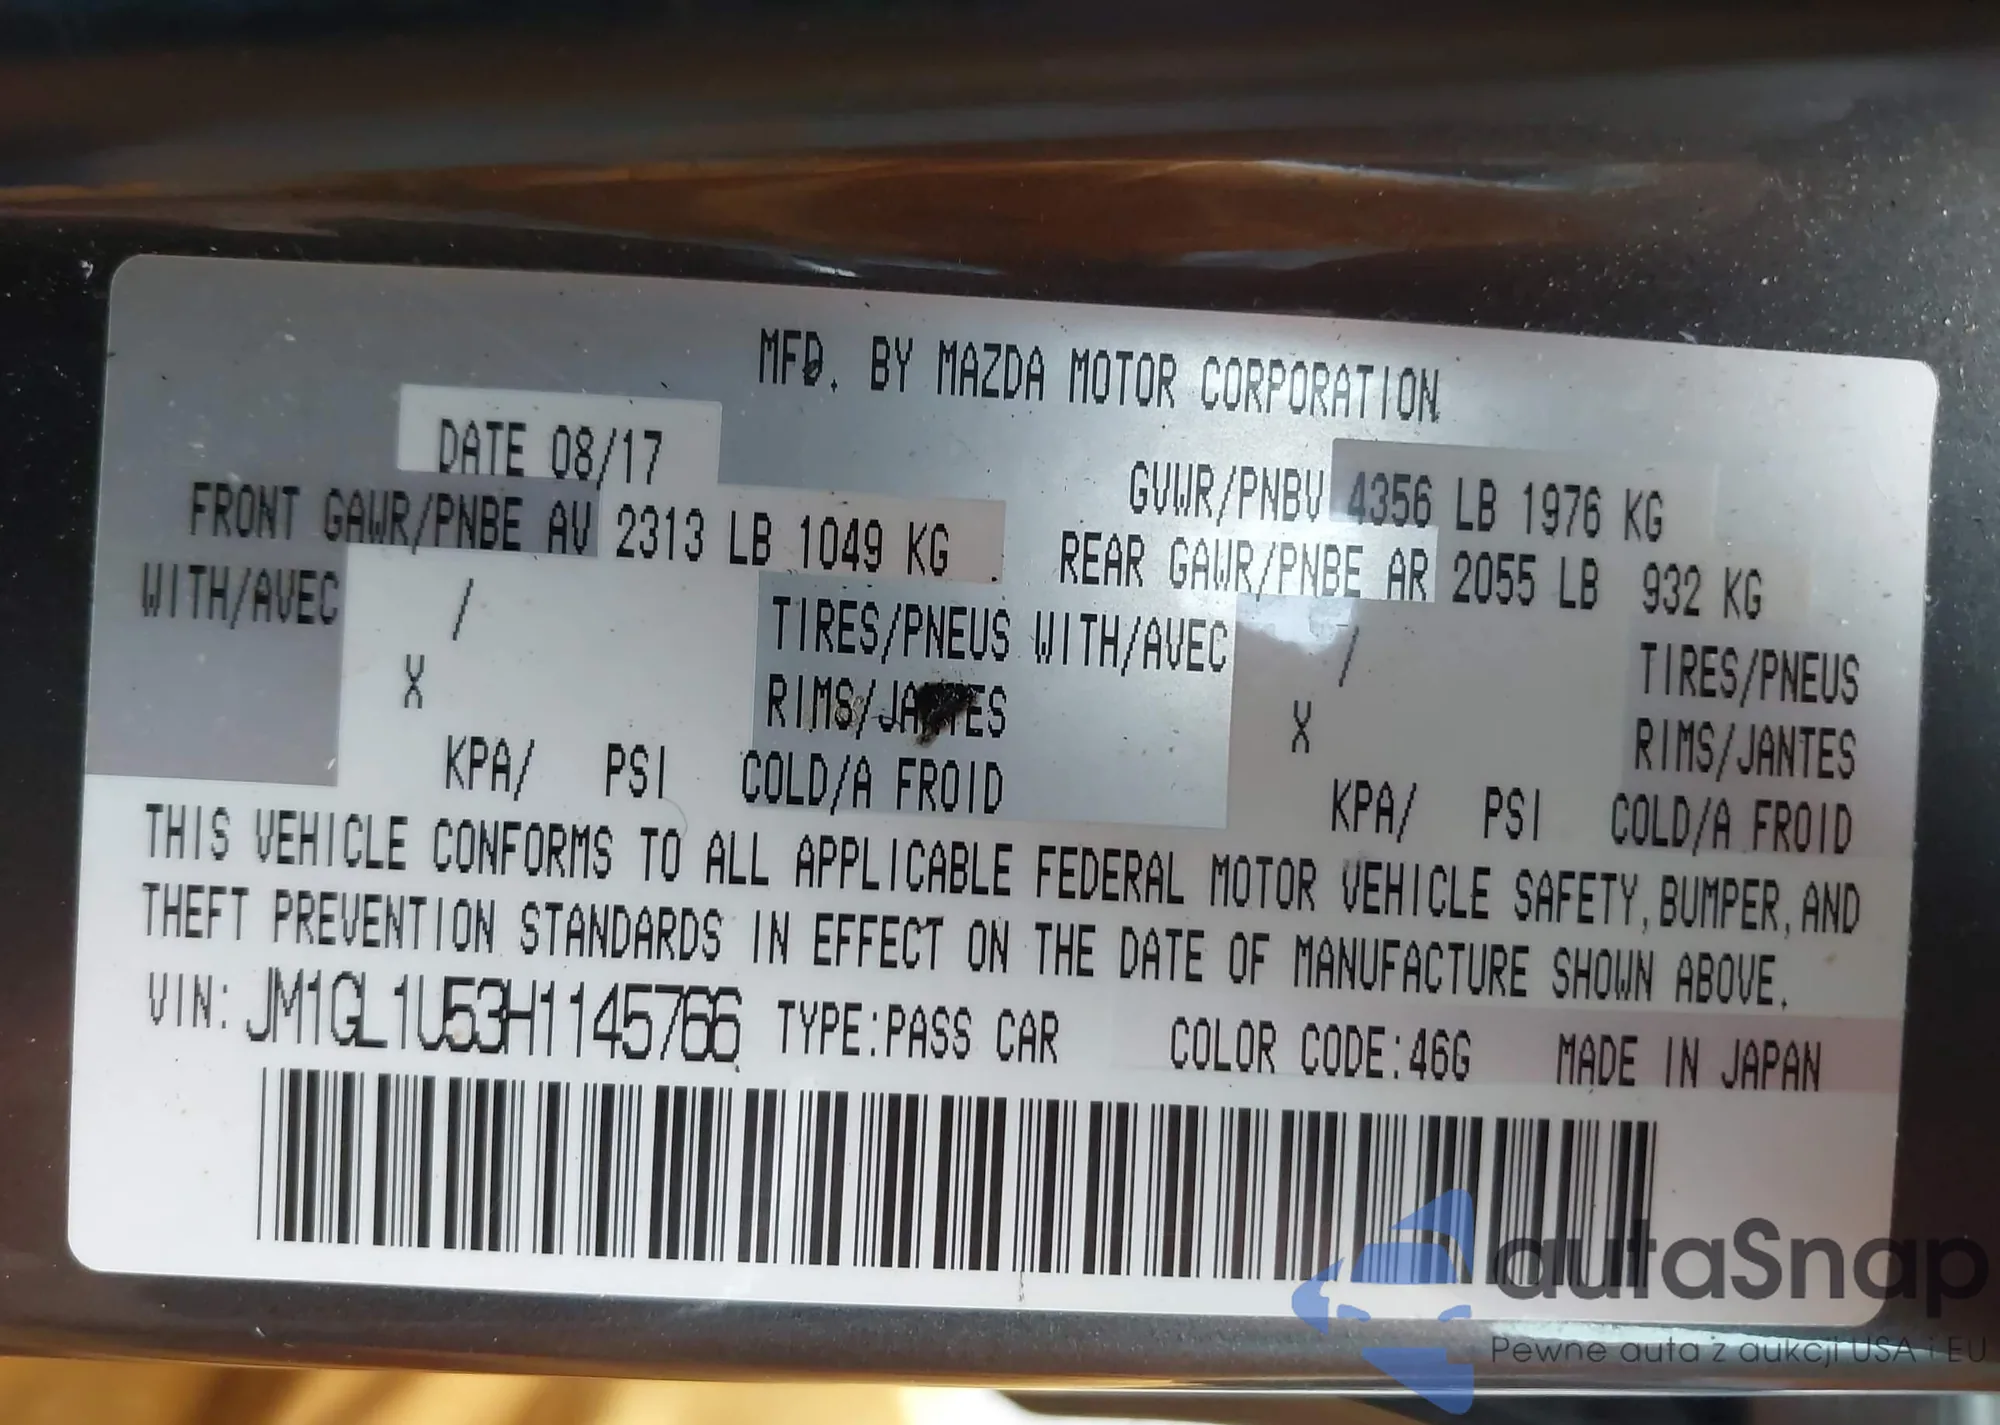 MFD. BY MAZDA MOTOR CORPORATION
DATE 08/17
GVWR/PNBV 4356 LB 1976 KG
FRONT GAWR/PNBE AV 2313 LB 1049 KG
REAR GAWR/PNBE AR 2055 LB 932 KG
WITH/AVEC / TIRES/PNEUS WITH/AVEC / TIRES/PNEUS
X RIMS/JANTES X RIMS/JANTES
KPA/ PSI COLD/A FROID KPA/ PSI COLD/A FROID
THIS VEHICLE CONFORMS TO ALL APPLICABLE FEDERAL MOTOR VEHICLE SAFETY, BUMPER, AND
THEFT PREVENTION STANDARDS IN EFFECT ON THE DATE OF MANUFACTURE SHOWN ABOVE.
VIN: JM1GL1U53H1145766 TYPE:PASS CAR COLOR CODE:46G MADE IN JAPAN
autaSnap
Pewne auta z aukcji USA i EU